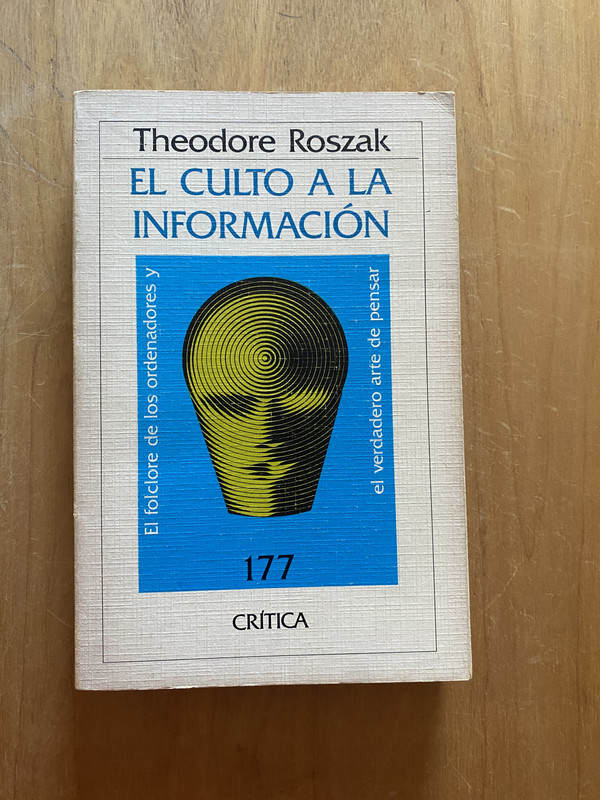 Theodore Roszak
EL CULTO A LA
INFORMACIÓN
El folclore de los ordenadores y
el verdadero arte de pensar
177
CRÍTICA